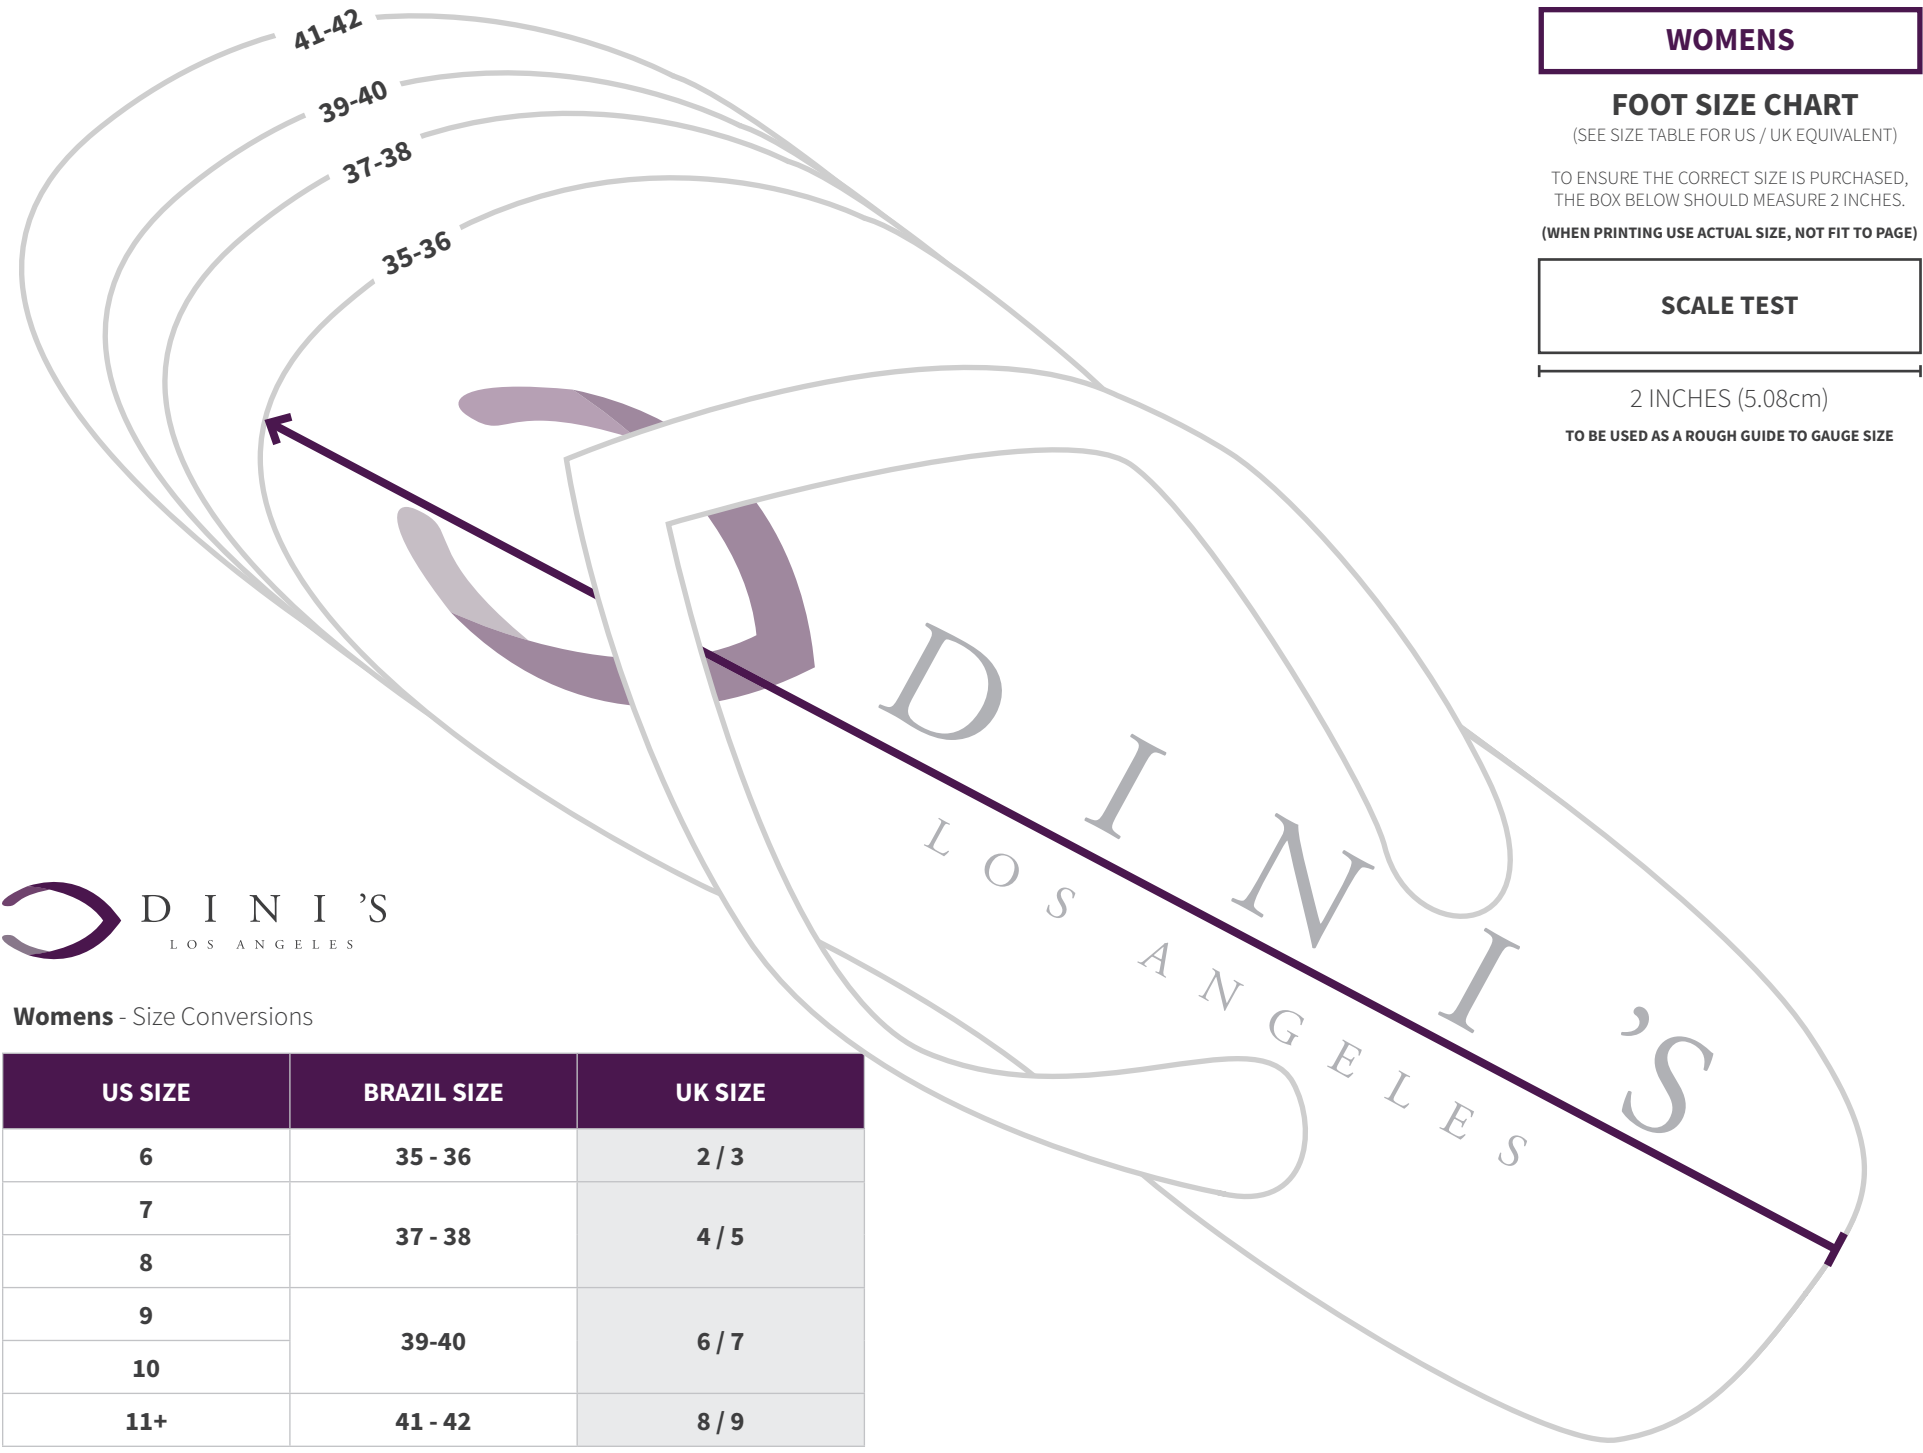 41-42
39-40
37-38
35-36
WOMENS
FOOT SIZE CHART
(SEE SIZE TABLE FOR US / UK EQUIVALENT)
TO ENSURE THE CORRECT SIZE IS PURCHASED,
THE BOX BELOW SHOULD MEASURE 2 INCHES.
(WHEN PRINTING USE ACTUAL SIZE, NOT FIT TO PAGE)
SCALE TEST
2 INCHES (5.08cm)
TO BE USED AS A ROUGH GUIDE TO GAUGE SIZE
DINI'S
LOS ANGELES
DINI'S
LOS ANGELES
Womens - Size Conversions
US SIZE BRAZIL SIZE UK SIZE
6 35 - 36 2 / 3
7
37 - 38 4 / 5
8
9
39-40 6 / 7
10
11+ 41 - 42 8 / 9